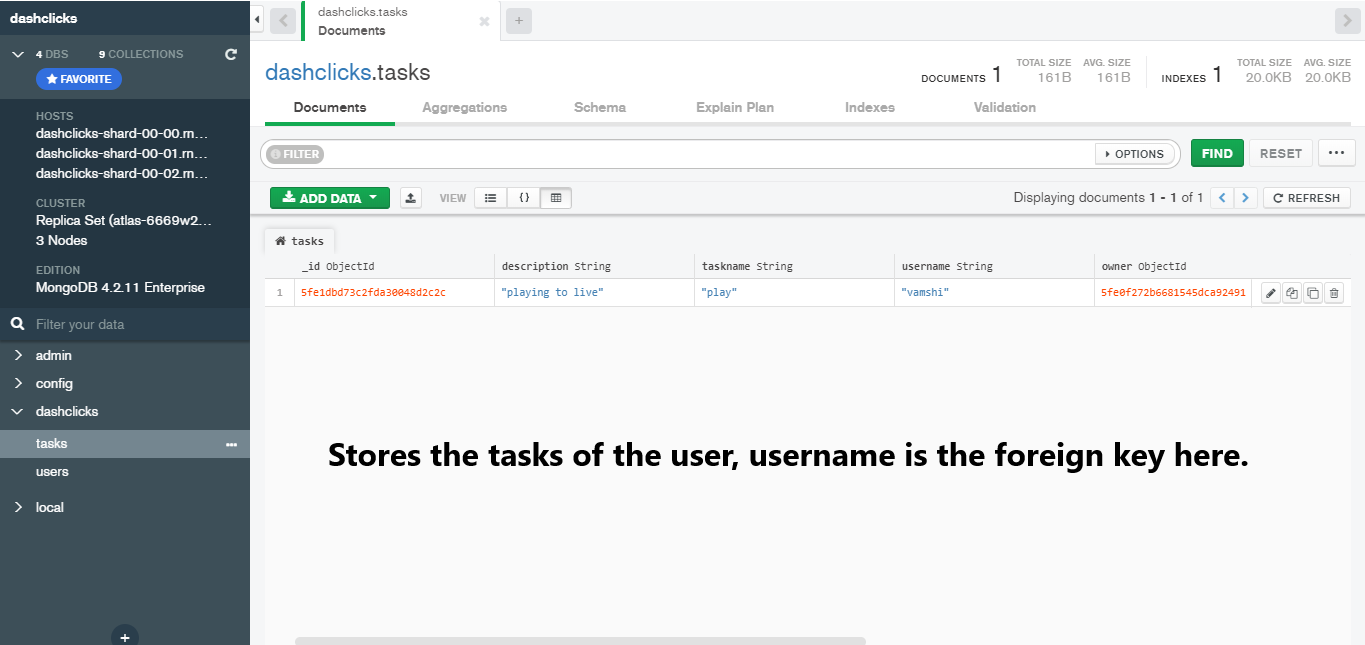 dashclicks
4 DBS 9 COLLECTIONS
FAVORITE
HOSTS
dashclicks-shard-00-00.rn...
dashclicks-shard-00-01.rn...
dashclicks-shard-00-02.rn...
CLUSTER
Replica Set (atlas-6669w2...
3 Nodes
EDITION
MongoDB 4.2.11 Enterprise
Filter your data
admin
config
dashclicks
tasks
users
local
dashclicks.tasks
Documents
dashclicks.tasks
DOCUMENTS 1 TOTAL SIZE 161B AVG. SIZE 161B INDEXES 1 TOTAL SIZE 20.0KB AVG. SIZE 20.0KB
Documents Aggregations Schema Explain Plan Indexes Validation
FILTER OPTIONS FIND RESET
ADD DATA VIEW { } Displaying documents 1 - 1 of 1 REFRESH
tasks
_id ObjectId description String taskname String username String owner ObjectId
1 5fe1dbd73c2fda30048d2c2c "playing to live" "play" "vamshi" 5fe0f272b6681545dca92491
Stores the tasks of the user, username is the foreign key here.